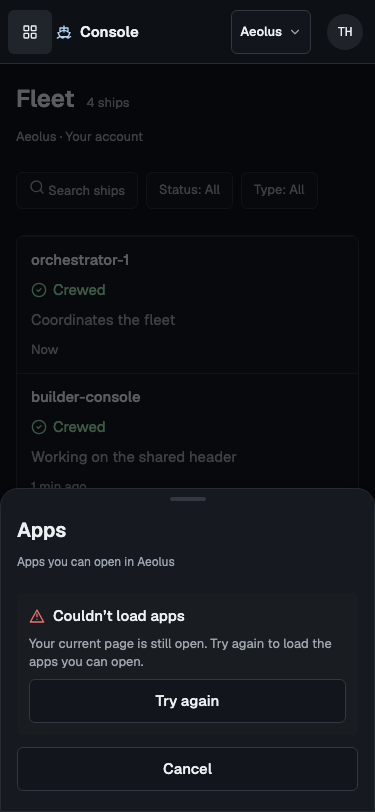 Console
Aeolus
TH
Fleet 4 ships
Aeolus · Your account
Search ships
Status: All
Type: All
orchestrator-1
Crewed
Coordinates the fleet
Now
builder-console
Crewed
Working on the shared header
1 min ago
Apps
Apps you can open in Aeolus
Couldn’t load apps
Your current page is still open. Try again to load the
apps you can open.
Try again
Cancel